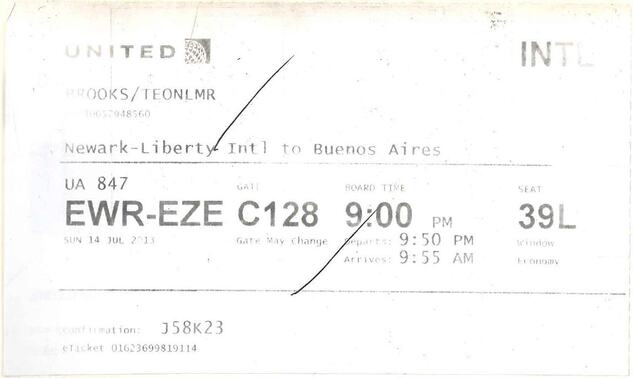 UNITED
INTL
BROOKS/TEONLMR
Newark-Liberty Intl to Buenos Aires
UA 847 GATE BOARD TIME SEAT
EWR-EZE C128 9:00 PM 39L
SUN 14 JUL 2013 Gate May Change Departs: 9:50 PM Window
Arrives: 9:55 AM Economy
confirmation: J58K23
eTicket 01623699819114